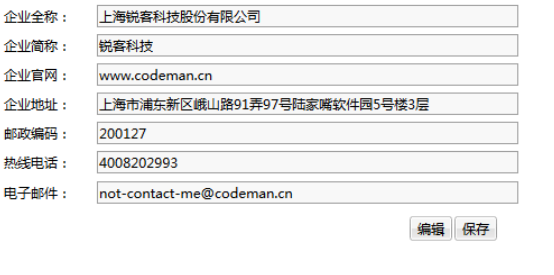 企业全称： 上海锐客科技股份有限公司
企业简称： 锐客科技
企业官网： www.codeman.cn
企业地址： 上海市浦东新区峨山路91弄97号陆家嘴软件园5号楼3层
邮政编码： 200127
热线电话： 4008202993
电子邮件： not-contact-me@codeman.cn
编辑 保存